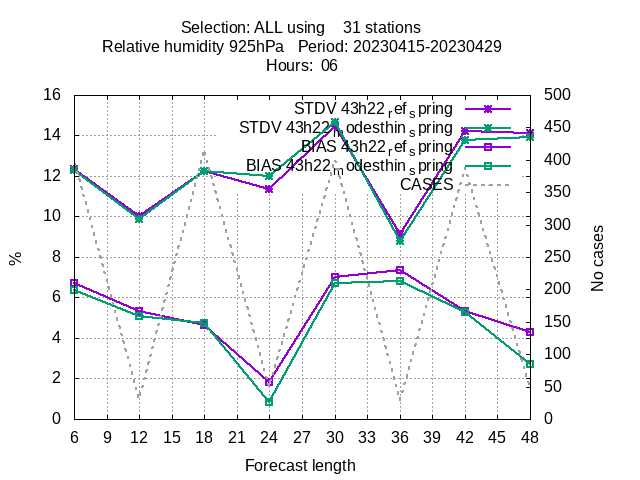 Selection: ALL using    31 stations
Relative humidity 925hPa   Period: 20230415-20230429
Hours:  06
STDV 43h22_ref_spring
STDV 43h22_modesthin_spring
BIAS 43h22_ref_spring
BIAS 43h22_modesthin_spring
CASES
16
14
12
10
8
6
4
2
0
%
500
450
400
350
300
250
200
150
100
50
0
No cases
6 9 12 15 18 21 24 27 30 33 36 39 42 45 48
Forecast length